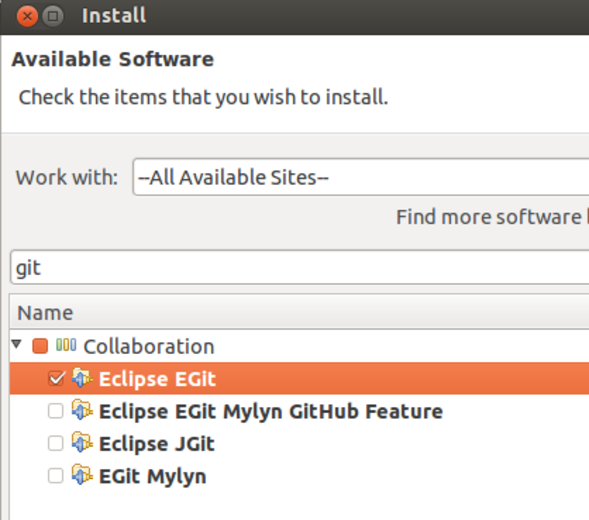 Install
Available Software
Check the items that you wish to install.
Work with: --All Available Sites--
Find more software
git
Name
Collaboration
Eclipse EGit
Eclipse EGit Mylyn GitHub Feature
Eclipse JGit
EGit Mylyn